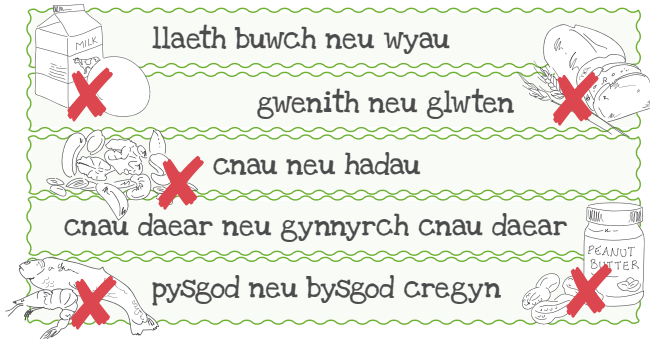 MILK
llaeth buwch neu wyau
gwenith neu glwten
cnau neu hadau
cnau daear neu gynnyrch cnau daear
PEANUT
BUTTER
pysgod neu bysgod cregyn